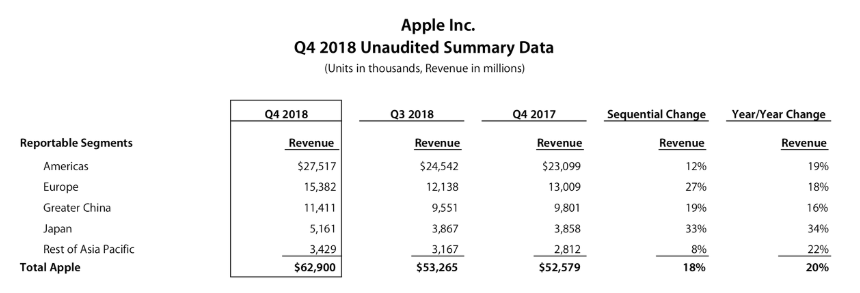 Apple Inc.
Q4 2018 Unaudited Summary Data
(Units in thousands, Revenue in millions)
Q4 2018 Q3 2018 Q4 2017 Sequential Change Year/Year Change
Reportable Segments Revenue Revenue Revenue Revenue Revenue
Americas $27,517 $24,542 $23,099 12% 19%
Europe 15,382 12,138 13,009 27% 18%
Greater China 11,411 9,551 9,801 19% 16%
Japan 5,161 3,867 3,858 33% 34%
Rest of Asia Pacific 3,429 3,167 2,812 8% 22%
Total Apple $62,900 $53,265 $52,579 18% 20%